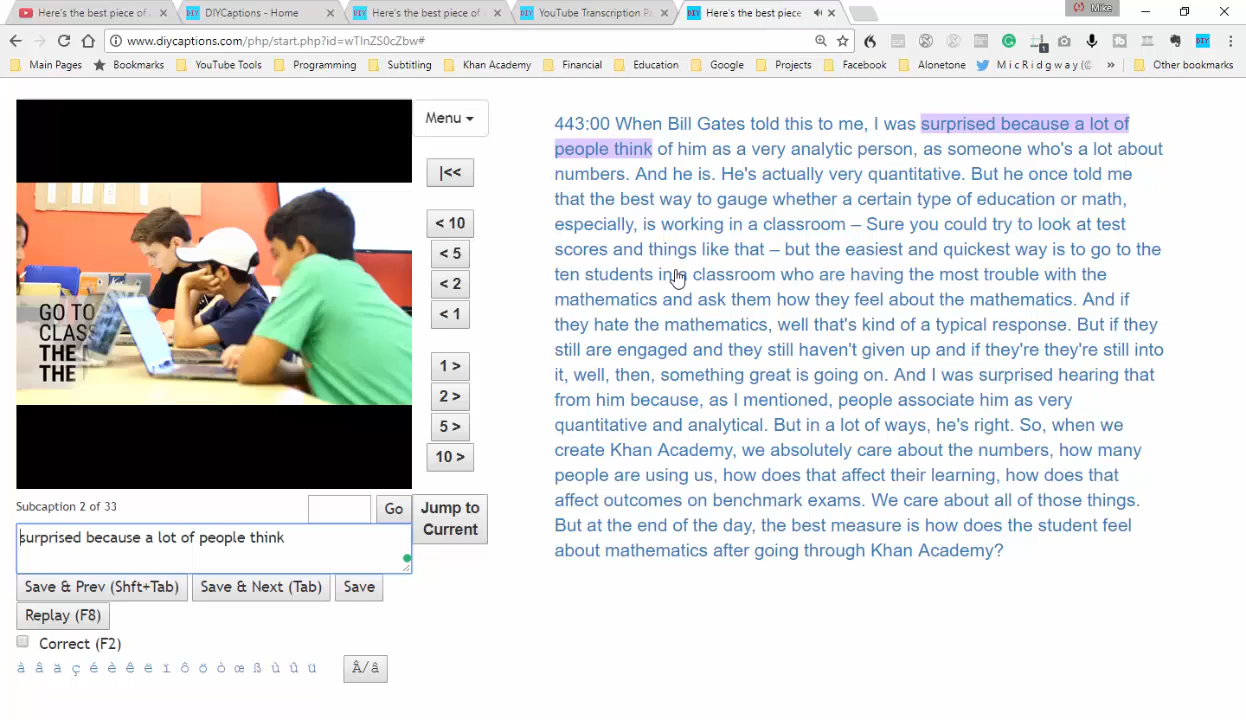 Here's the best piece of
DIYCaptions - Home
Here's the best piece of
YouTube Transcription P
Here's the best piece
Mike
www.diycaptions.com/php/start.php?id=wTlnZS0cZbw#
Main Pages
Bookmarks
YouTube Tools
Programming
Subtitling
Khan Academy
Financial
Education
Google
Projects
Facebook
Alonetone
M i c R i d g w a y (@
»
Other bookmarks
GO TO
CLASS
THE
THE
Menu
|<<
< 10
< 5
< 2
< 1
1 >
2 >
5 >
10 >
Subcaption 2 of 33
Go
Jump to
Current
surprised because a lot of people think
Save & Prev (Shft+Tab)
Save & Next (Tab)
Save
Replay (F8)
Correct (F2)
à â ä ç é è ê ë ï ô ö ò œ ß ù û ü
Â/â
443:00 When Bill Gates told this to me, I was surprised because a lot of
people think of him as a very analytic person, as someone who's a lot about
numbers. And he is. He's actually very quantitative. But he once told me
that the best way to gauge whether a certain type of education or math,
especially, is working in a classroom – Sure you could try to look at test
scores and things like that – but the easiest and quickest way is to go to the
ten students in a classroom who are having the most trouble with the
mathematics and ask them how they feel about the mathematics. And if
they hate the mathematics, well that's kind of a typical response. But if they
still are engaged and they still haven't given up and if they're they're still into
it, well, then, something great is going on. And I was surprised hearing that
from him because, as I mentioned, people associate him as very
quantitative and analytical. But in a lot of ways, he's right. So, when we
create Khan Academy, we absolutely care about the numbers, how many
people are using us, how does that affect their learning, how does that
affect outcomes on benchmark exams. We care about all of those things.
But at the end of the day, the best measure is how does the student feel
about mathematics after going through Khan Academy?